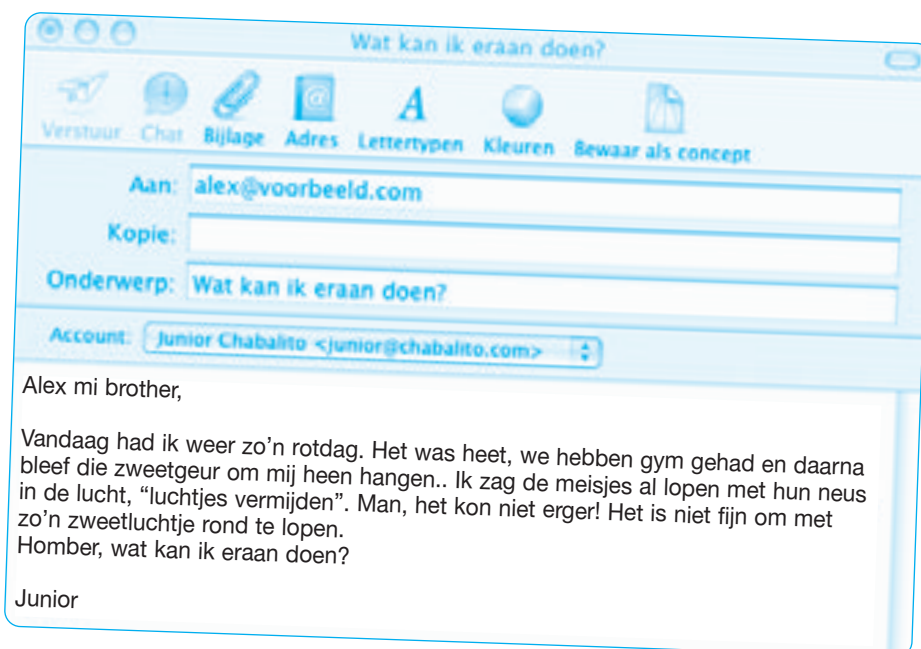 Wat kan ik eraan doen?
Verstuur Chat Bijlage Adres Lettertypen Kleuren Bewaar als concept
Aan: alex@voorbeeld.com
Kopie:
Onderwerp: Wat kan ik eraan doen?
Account: Junior Chabalito <junior@chabalito.com>
Alex mi brother,
Vandaag had ik weer zo’n rotdag. Het was heet, we hebben gym gehad en daarna
bleef die zweetgeur om mij heen hangen.. Ik zag de meisjes al lopen met hun neus
in de lucht, “luchtjes vermijden”. Man, het kon niet erger! Het is niet fijn om met
zo’n zweetluchtje rond te lopen.
Homber, wat kan ik eraan doen?
Junior